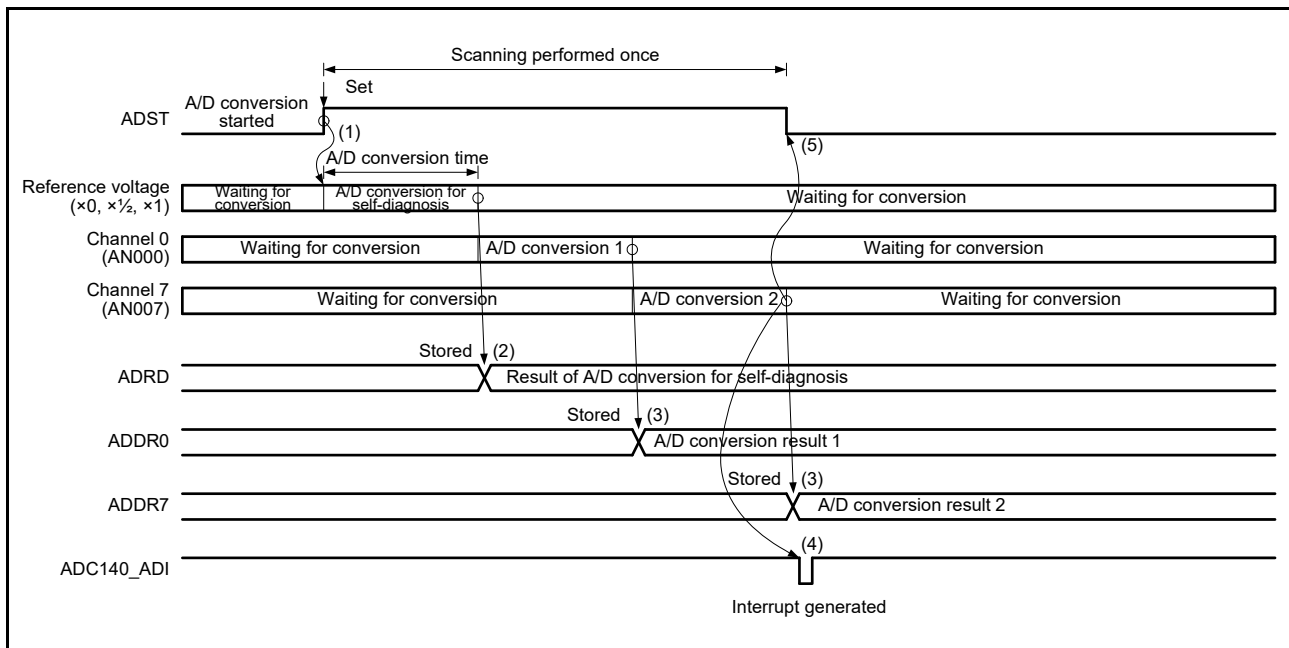 Scanning performed once
Set
A/D conversion
started
ADST
(1)
(5)
A/D conversion time
Reference voltage
(×0, ×½, ×1)
Waiting for
conversion
A/D conversion for
self-diagnosis
Waiting for conversion
Channel 0
(AN000)
Waiting for conversion
A/D conversion 1
Waiting for conversion
Channel 7
(AN007)
Waiting for conversion
A/D conversion 2
Waiting for conversion
Stored
(2)
ADRD
Result of A/D conversion for self-diagnosis
Stored
(3)
ADDR0
A/D conversion result 1
Stored
(3)
ADDR7
A/D conversion result 2
(4)
ADC140_ADI
Interrupt generated